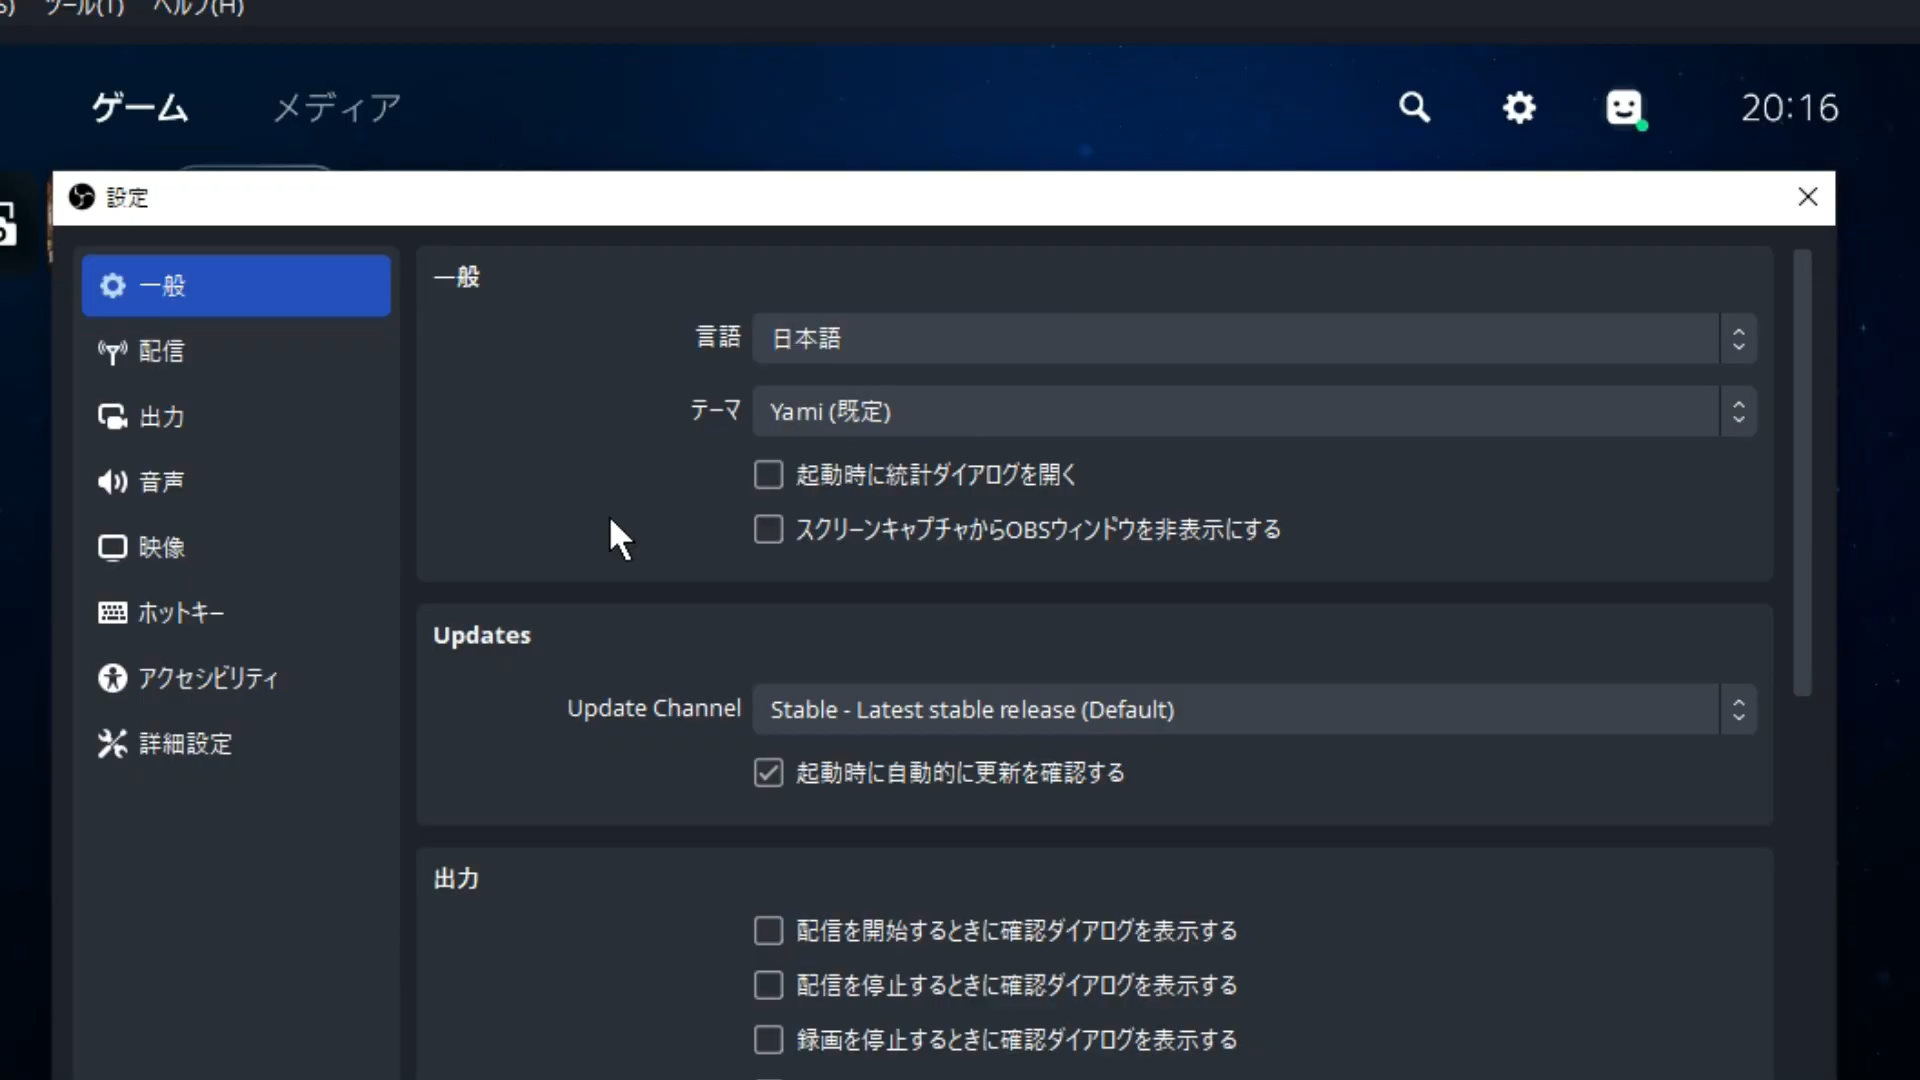 ツール(T) ヘルプ(H)
ゲーム メディア 20:16
設定
一般
配信
出力
音声
映像
ホットキー
アクセシビリティ
詳細設定
一般
言語 日本語
テーマ Yami (既定)
起動時に統計ダイアログを開く
スクリーンキャプチャからOBSウィンドウを非表示にする
Updates
Update Channel Stable - Latest stable release (Default)
起動時に自動的に更新を確認する
出力
配信を開始するときに確認ダイアログを表示する
配信を停止するときに確認ダイアログを表示する
録画を停止するときに確認ダイアログを表示する